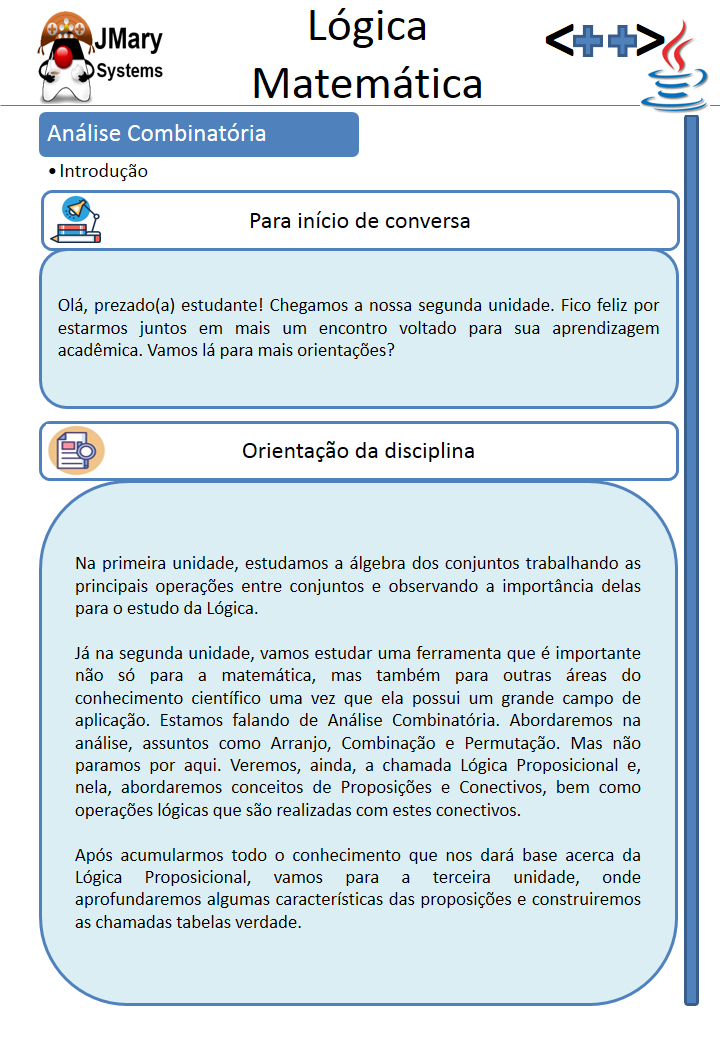 JMary
Systems
Lógica
Matemática
<++>
Análise Combinatória
•Introdução
Para início de conversa
Olá, prezado(a) estudante! Chegamos a nossa segunda unidade. Fico feliz por
estarmos juntos em mais um encontro voltado para sua aprendizagem
acadêmica. Vamos lá para mais orientações?
Orientação da disciplina
Na primeira unidade, estudamos a álgebra dos conjuntos trabalhando as
principais operações entre conjuntos e observando a importância delas
para o estudo da Lógica.
Já na segunda unidade, vamos estudar uma ferramenta que é importante
não só para a matemática, mas também para outras áreas do
conhecimento científico uma vez que ela possui um grande campo de
aplicação. Estamos falando de Análise Combinatória. Abordaremos na
análise, assuntos como Arranjo, Combinação e Permutação. Mas não
paramos por aqui. Veremos, ainda, a chamada Lógica Proposicional e,
nela, abordaremos conceitos de Proposições e Conectivos, bem como
operações lógicas que são realizadas com estes conectivos.
Após acumularmos todo o conhecimento que nos dará base acerca da
Lógica Proposicional, vamos para a terceira unidade, onde
aprofundaremos algumas características das proposições e construiremos
as chamadas tabelas verdade.